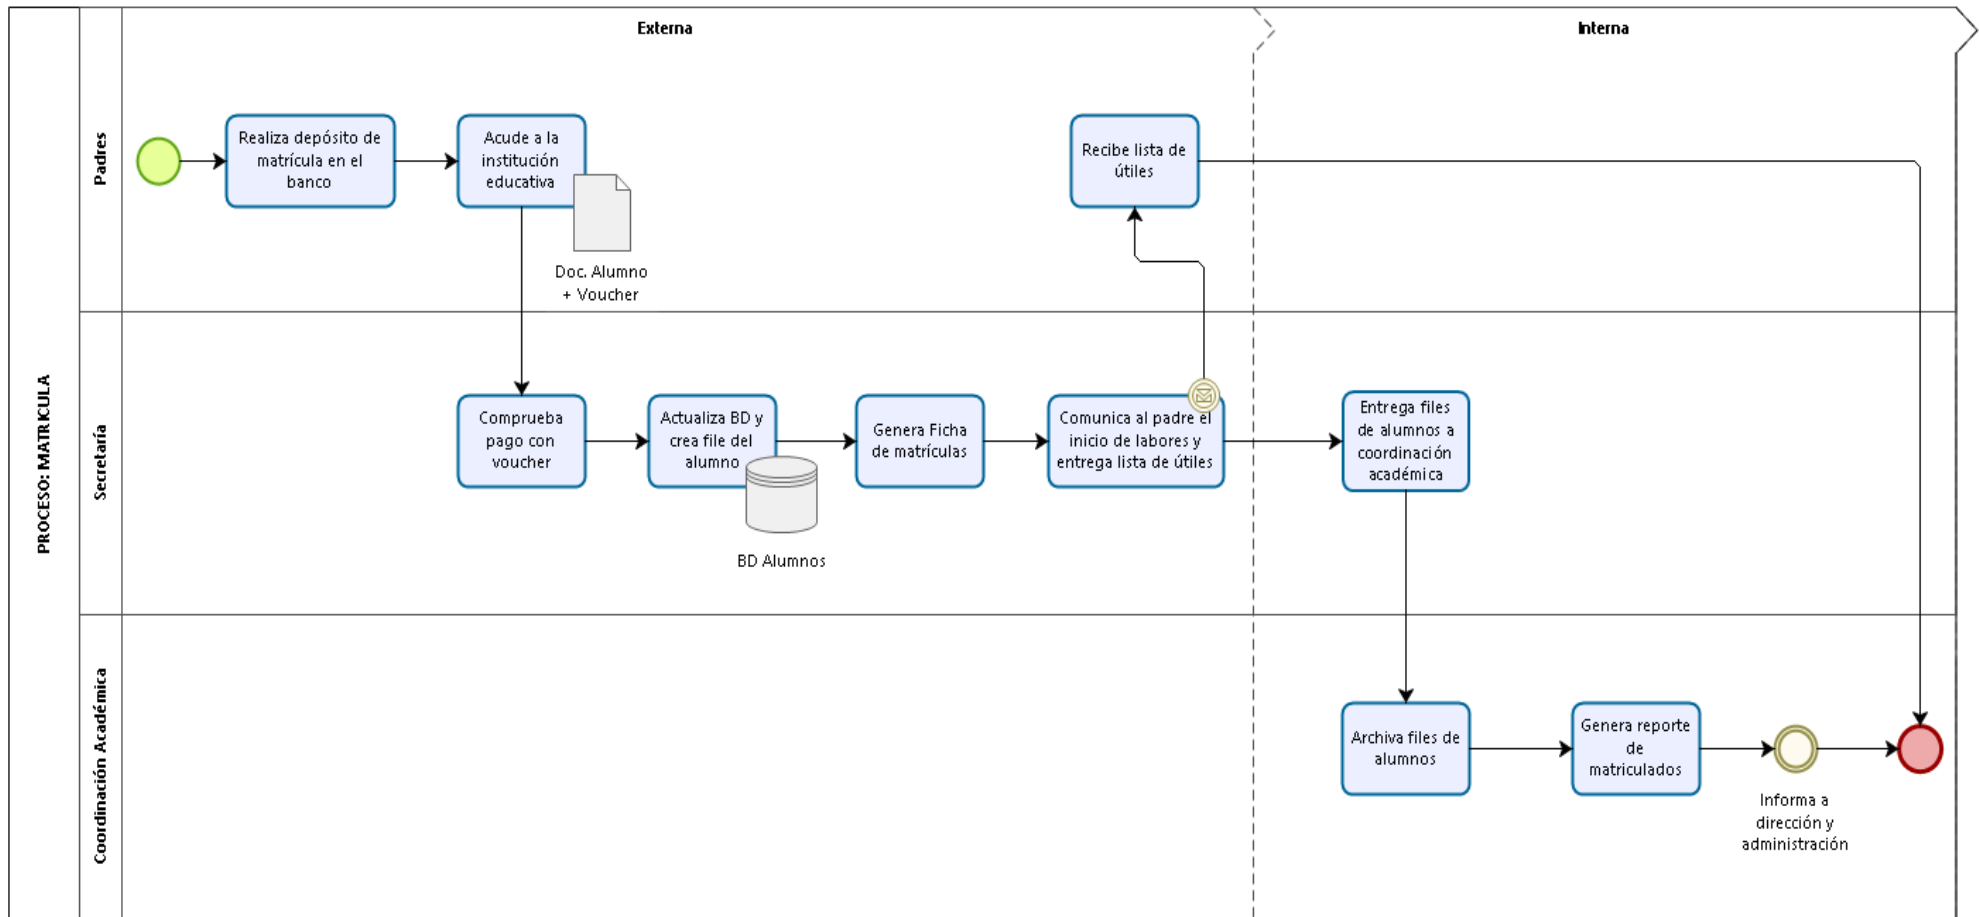 Externa
Interna
PROCESO: MATRICULA
Padres
Realiza depósito de
matrícula en el
banco
Acude a la
institución
educativa
Doc. Alumno
+ Voucher
Recibe lista de
útiles
Secretaría
Comprueba
pago con
voucher
Actualiza BD y
crea file del
alumno
BD Alumnos
Genera Ficha
de matrículas
Comunica al padre el
inicio de labores y
entrega lista de útiles
Entrega files
de alumnos a
coordinación
académica
Coordinación Académica
Archiva files de
alumnos
Genera reporte
de
matriculados
Informa a
dirección y
administración